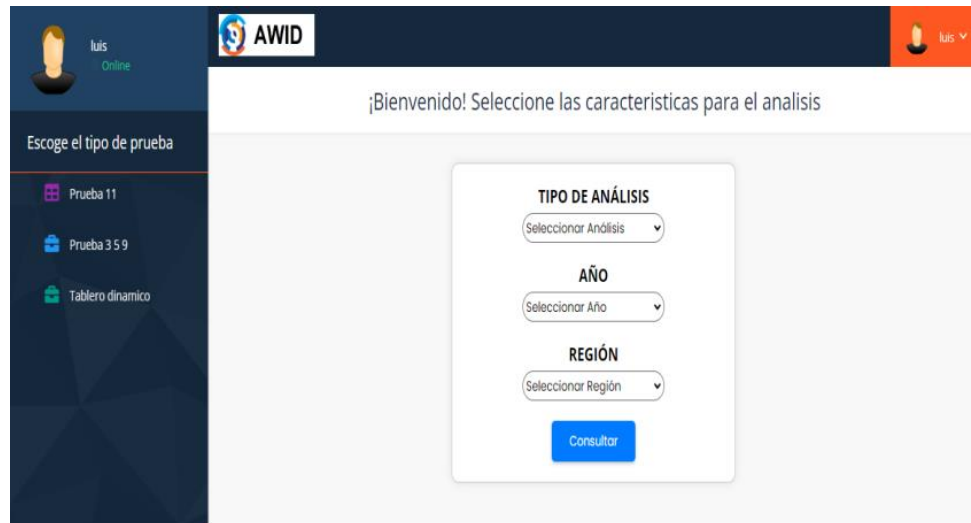 luis
Online
Escoge el tipo de prueba
Prueba 11
Prueba 3 5 9
Tablero dinamico
AWID
luis
¡Bienvenido! Seleccione las caracteristicas para el analisis
TIPO DE ANÁLISIS
Seleccionar Análisis
AÑO
Seleccionar Año
REGIÓN
Seleccionar Región
Consultar